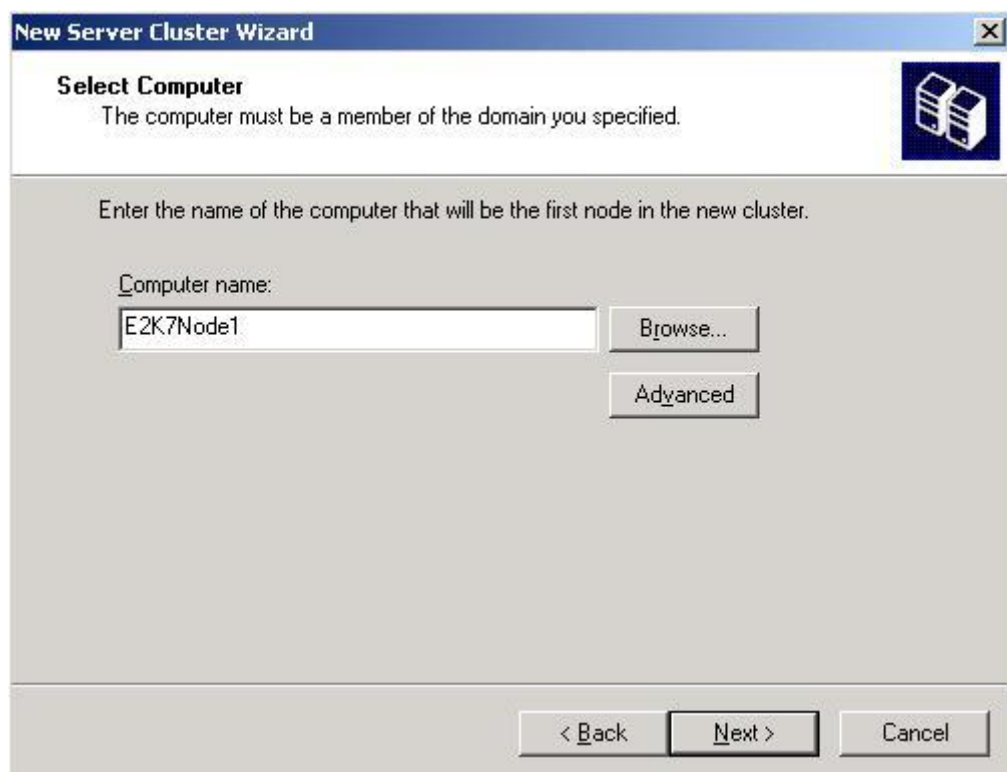 New Server Cluster Wizard
Select Computer
The computer must be a member of the domain you specified.
Enter the name of the computer that will be the first node in the new cluster.
Computer name:
E2K7Node1
Browse...
Advanced
< Back
Next >
Cancel